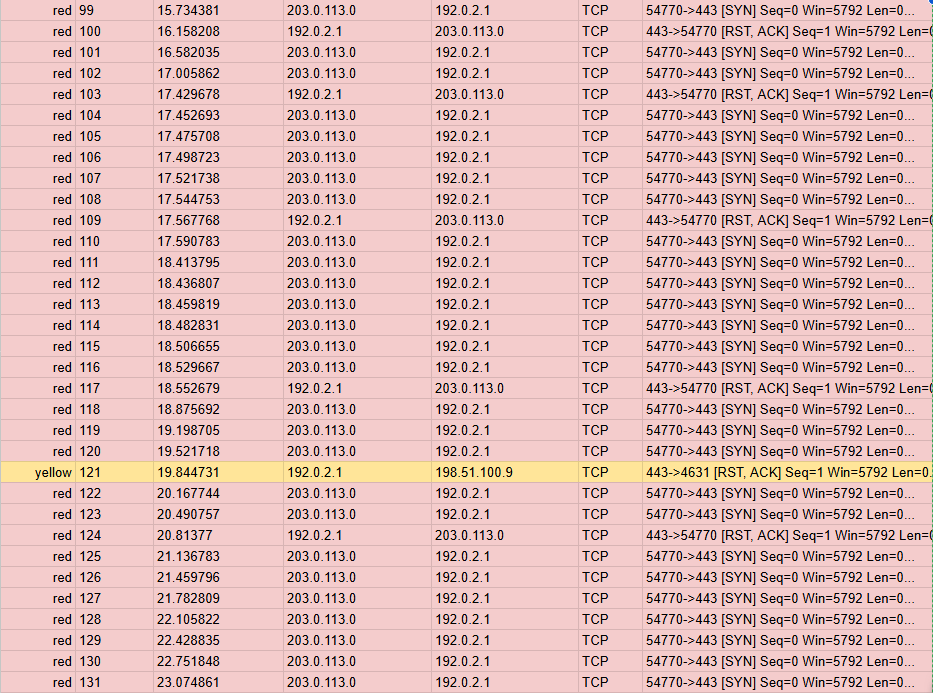 red 99 15.734381 203.0.113.0 192.0.2.1 TCP 54770->443 [SYN] Seq=0 Win=5792 Len=0...
red 100 16.158208 192.0.2.1 203.0.113.0 TCP 443->54770 [RST, ACK] Seq=1 Win=5792 Len=0
red 101 16.582035 203.0.113.0 192.0.2.1 TCP 54770->443 [SYN] Seq=0 Win=5792 Len=0...
red 102 17.005862 203.0.113.0 192.0.2.1 TCP 54770->443 [SYN] Seq=0 Win=5792 Len=0...
red 103 17.429678 192.0.2.1 203.0.113.0 TCP 443->54770 [RST, ACK] Seq=1 Win=5792 Len=0
red 104 17.452693 203.0.113.0 192.0.2.1 TCP 54770->443 [SYN] Seq=0 Win=5792 Len=0...
red 105 17.475708 203.0.113.0 192.0.2.1 TCP 54770->443 [SYN] Seq=0 Win=5792 Len=0...
red 106 17.498723 203.0.113.0 192.0.2.1 TCP 54770->443 [SYN] Seq=0 Win=5792 Len=0...
red 107 17.521738 203.0.113.0 192.0.2.1 TCP 54770->443 [SYN] Seq=0 Win=5792 Len=0...
red 108 17.544753 203.0.113.0 192.0.2.1 TCP 54770->443 [SYN] Seq=0 Win=5792 Len=0...
red 109 17.567768 192.0.2.1 203.0.113.0 TCP 443->54770 [RST, ACK] Seq=1 Win=5792 Len=0
red 110 17.590783 203.0.113.0 192.0.2.1 TCP 54770->443 [SYN] Seq=0 Win=5792 Len=0...
red 111 18.413795 203.0.113.0 192.0.2.1 TCP 54770->443 [SYN] Seq=0 Win=5792 Len=0...
red 112 18.436807 203.0.113.0 192.0.2.1 TCP 54770->443 [SYN] Seq=0 Win=5792 Len=0...
red 113 18.459819 203.0.113.0 192.0.2.1 TCP 54770->443 [SYN] Seq=0 Win=5792 Len=0...
red 114 18.482831 203.0.113.0 192.0.2.1 TCP 54770->443 [SYN] Seq=0 Win=5792 Len=0...
red 115 18.506655 203.0.113.0 192.0.2.1 TCP 54770->443 [SYN] Seq=0 Win=5792 Len=0...
red 116 18.529667 203.0.113.0 192.0.2.1 TCP 54770->443 [SYN] Seq=0 Win=5792 Len=0...
red 117 18.552679 192.0.2.1 203.0.113.0 TCP 443->54770 [RST, ACK] Seq=1 Win=5792 Len=0
red 118 18.875692 203.0.113.0 192.0.2.1 TCP 54770->443 [SYN] Seq=0 Win=5792 Len=0...
red 119 19.198705 203.0.113.0 192.0.2.1 TCP 54770->443 [SYN] Seq=0 Win=5792 Len=0...
red 120 19.521718 203.0.113.0 192.0.2.1 TCP 54770->443 [SYN] Seq=0 Win=5792 Len=0...
yellow 121 19.844731 192.0.2.1 198.51.100.9 TCP 443->4631 [RST, ACK] Seq=1 Win=5792 Len=0.
red 122 20.167744 203.0.113.0 192.0.2.1 TCP 54770->443 [SYN] Seq=0 Win=5792 Len=0...
red 123 20.490757 203.0.113.0 192.0.2.1 TCP 54770->443 [SYN] Seq=0 Win=5792 Len=0...
red 124 20.81377 192.0.2.1 203.0.113.0 TCP 443->54770 [RST, ACK] Seq=1 Win=5792 Len=0
red 125 21.136783 203.0.113.0 192.0.2.1 TCP 54770->443 [SYN] Seq=0 Win=5792 Len=0...
red 126 21.459796 203.0.113.0 192.0.2.1 TCP 54770->443 [SYN] Seq=0 Win=5792 Len=0...
red 127 21.782809 203.0.113.0 192.0.2.1 TCP 54770->443 [SYN] Seq=0 Win=5792 Len=0...
red 128 22.105822 203.0.113.0 192.0.2.1 TCP 54770->443 [SYN] Seq=0 Win=5792 Len=0...
red 129 22.428835 203.0.113.0 192.0.2.1 TCP 54770->443 [SYN] Seq=0 Win=5792 Len=0...
red 130 22.751848 203.0.113.0 192.0.2.1 TCP 54770->443 [SYN] Seq=0 Win=5792 Len=0...
red 131 23.074861 203.0.113.0 192.0.2.1 TCP 54770->443 [SYN] Seq=0 Win=5792 Len=0...